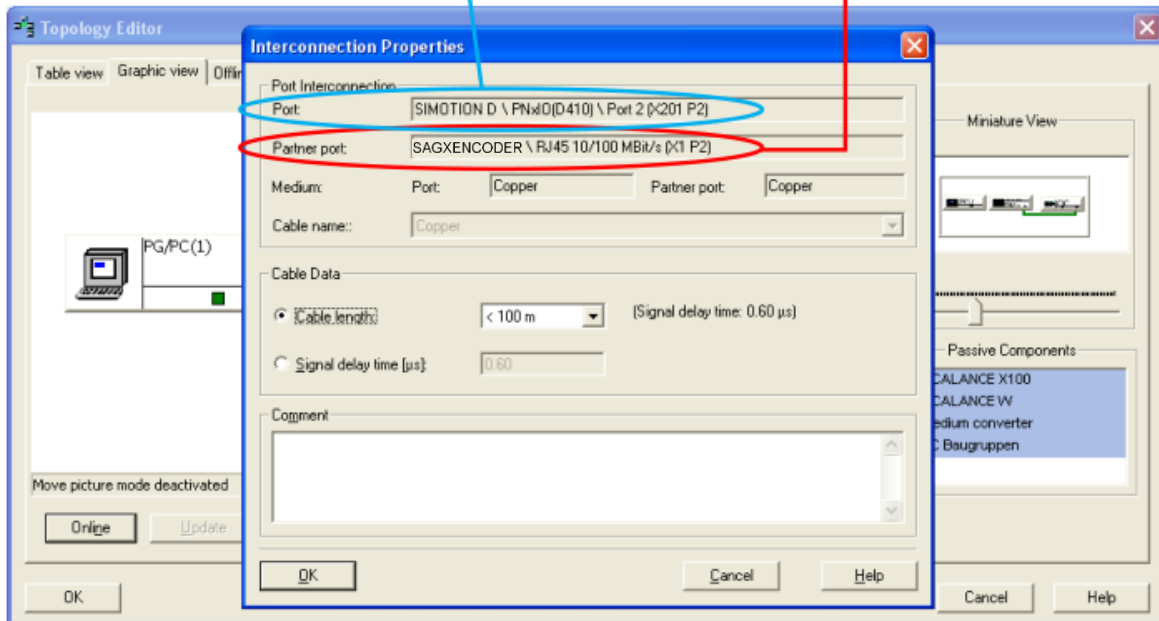 Topology Editor
Table view Graphic view Offlin
PG/PC(1)
Move picture mode deactivated
Online Update
OK
Interconnection Properties
Port Interconnection
Port: SIMOTION D \ PNxIO(D410) \ Port 2 (X201 P2)
Partner port: SAGXENCODER \ RJ45 10/100 MBit/s (X1 P2)
Medium: Port: Copper Partner port: Copper
Cable name:: Copper
Cable Data
Cable length: < 100 m (Signal delay time: 0.60 µs)
Signal delay time [µs]: 0.60
Comment
OK Cancel Help
Miniature View
Passive Components
CALANCE X100
CALANCE W
edium converter
C Baugruppen
Cancel Help